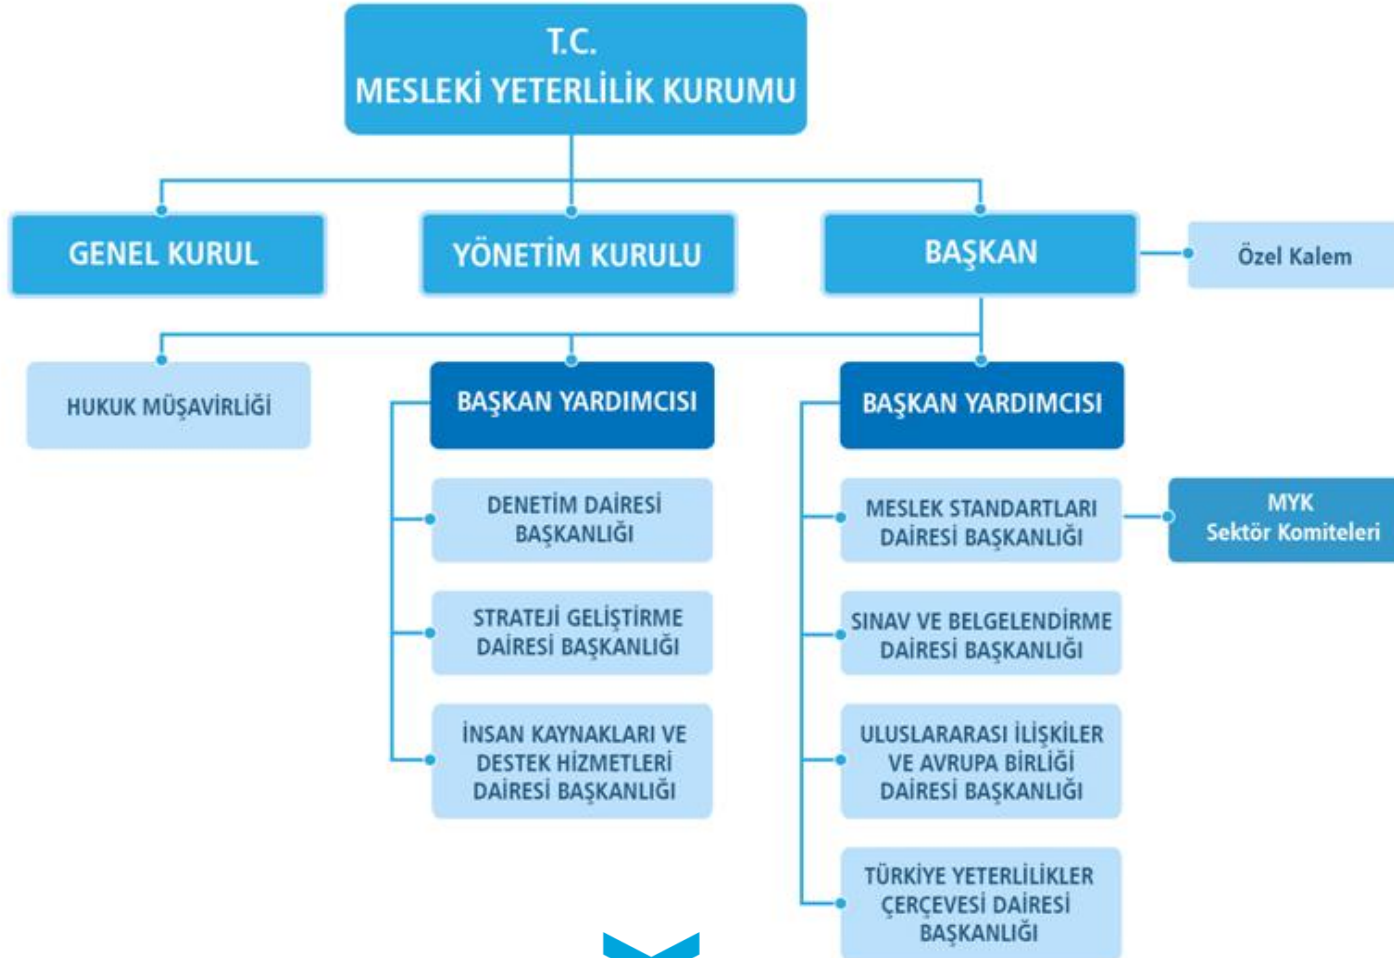 T.C.
MESLEKİ YETERLİLİK KURUMU
GENEL KURUL
YÖNETİM KURULU
BAŞKAN
Özel Kalem
HUKUK MÜŞAVİRLİĞİ
BAŞKAN YARDIMCISI
DENETİM DAİRESİ
BAŞKANLIĞI
STRATEJİ GELİŞTİRME
DAİRESİ BAŞKANLIĞI
İNSAN KAYNAKLARI VE
DESTEK HİZMETLERİ
DAİRESİ BAŞKANLIĞI
BAŞKAN YARDIMCISI
MESLEK STANDARTLARI
DAİRESİ BAŞKANLIĞI
MYK
Sektör Komiteleri
SINAV VE BELGELENDİRME
DAİRESİ BAŞKANLIĞI
ULUSLARARASI İLİŞKİLER
VE AVRUPA BİRLİĞİ
DAİRESİ BAŞKANLIĞI
TÜRKİYE YETERLİLİKLER
ÇERÇEVESİ DAİRESİ
BAŞKANLIĞI